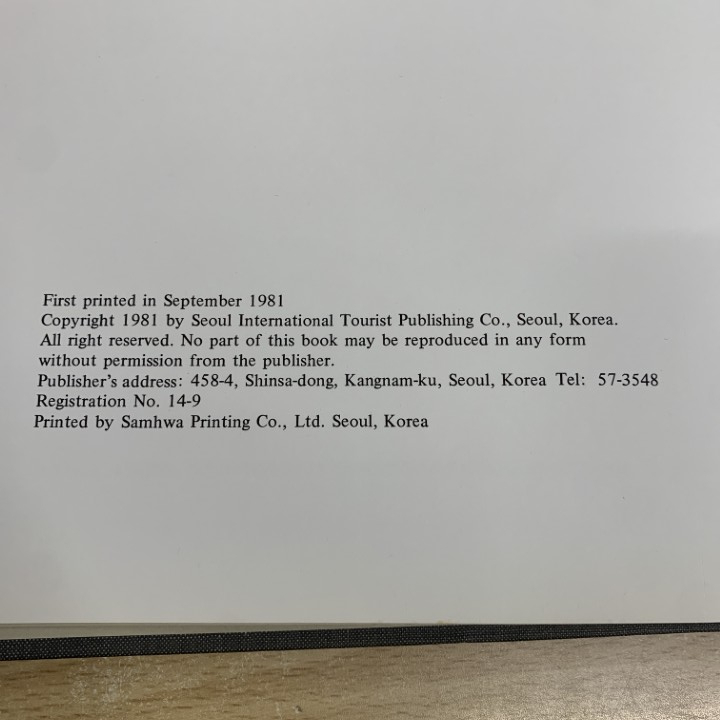 First printed in September 1981
Copyright 1981 by Seoul International Tourist Publishing Co., Seoul, Korea.
All right reserved. No part of this book may be reproduced in any form
without permission from the publisher.
Publisher's address: 458-4, Shinsa-dong, Kangnam-ku, Seoul, Korea Tel: 57-3548
Registration No. 14-9
Printed by Samhwa Printing Co., Ltd. Seoul, Korea